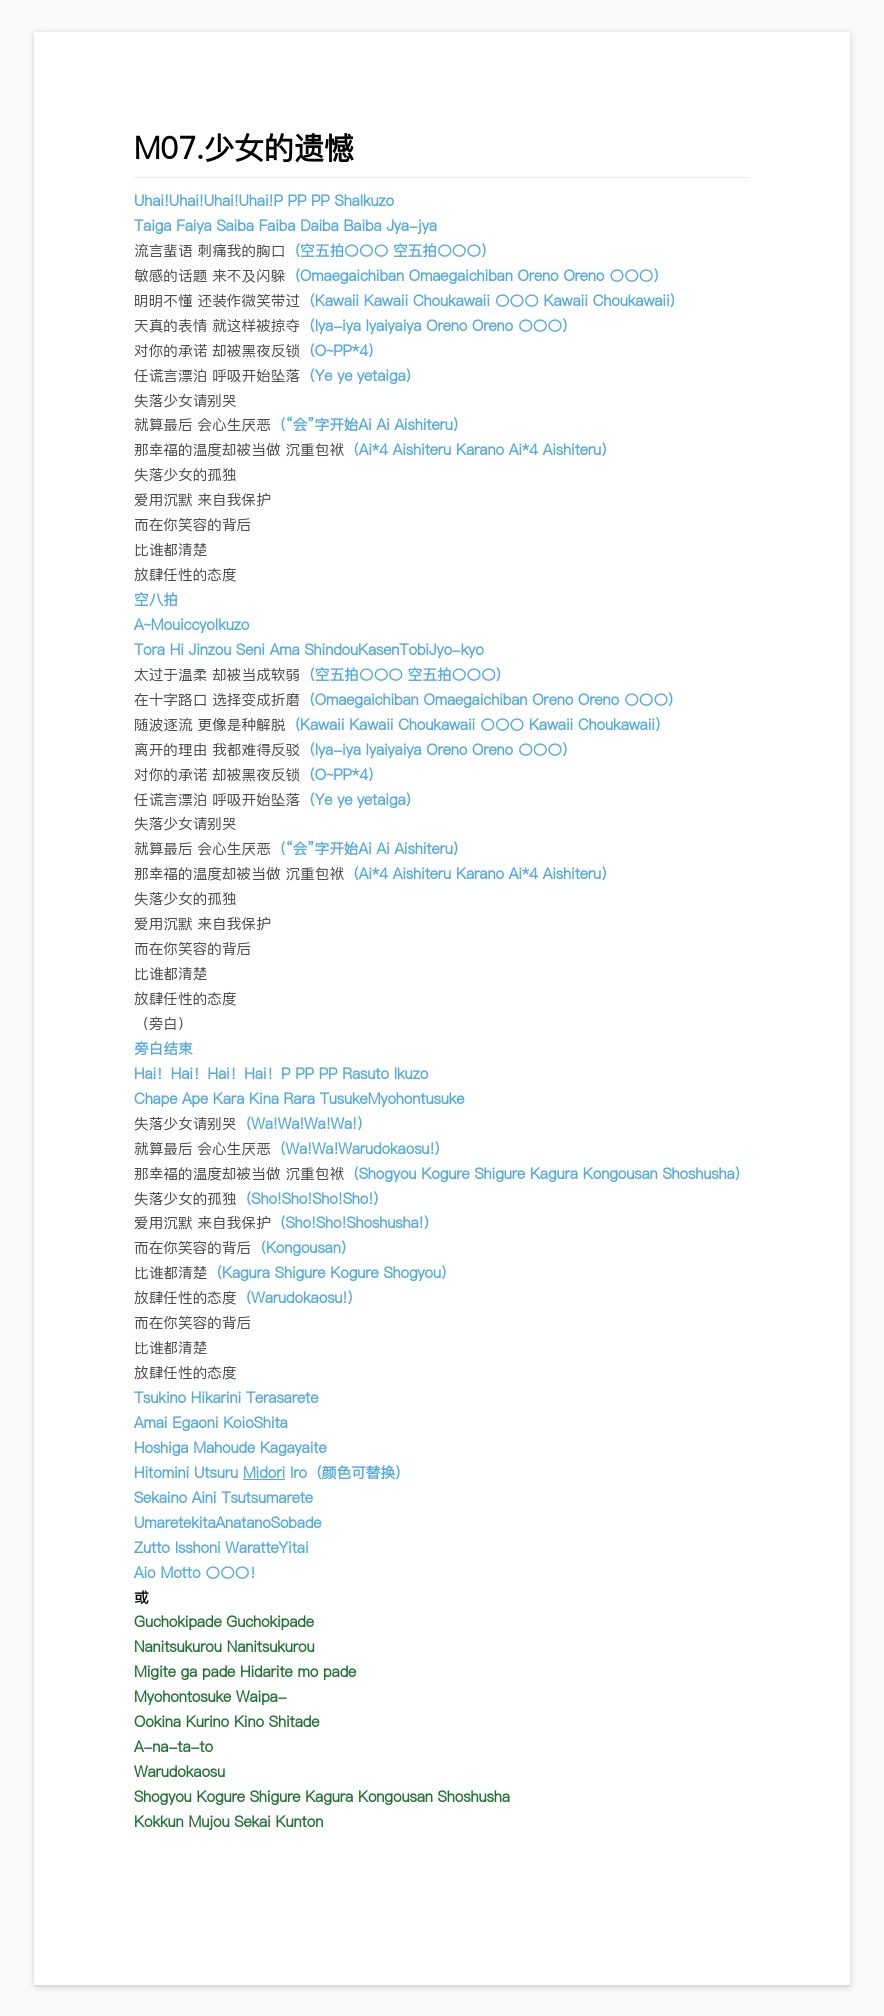 M07.少女的遗憾
Uhai!Uhai!Uhai!Uhai!P PP PP ShaIkuzo
Taiga Faiya Saiba Faiba Daiba Baiba Jya-jya
流言蜚语 刺痛我的胸口（空五拍〇〇〇 空五拍〇〇〇）
敏感的话题 来不及闪躲（Omaegaichiban Omaegaichiban Oreno Oreno 〇〇〇）
明明不懂 还装作微笑带过（Kawaii Kawaii Choukawaii 〇〇〇 Kawaii Choukawaii）
天真的表情 就这样被掠夺（Iya-iya Iyaiyaiya Oreno Oreno 〇〇〇）
对你的承诺 却被黑夜反锁（O~PP*4）
任谎言漂泊 呼吸开始坠落（Ye ye yetaiga）
失落少女请别哭
就算最后 会心生厌恶（“会”字开始Ai Ai Aishiteru）
那幸福的温度却被当做 沉重包袱（Ai*4 Aishiteru Karano Ai*4 Aishiteru）
失落少女的孤独
爱用沉默 来自我保护
而在你笑容的背后
比谁都清楚
放肆任性的态度
空八拍
A~MouiccyoIkuzo
Tora Hi Jinzou Seni Ama ShindouKasenTobiJyo-kyo
太过于温柔 却被当成软弱（空五拍〇〇〇 空五拍〇〇〇）
在十字路口 选择变成折磨（Omaegaichiban Omaegaichiban Oreno Oreno 〇〇〇）
随波逐流 更像是种解脱（Kawaii Kawaii Choukawaii 〇〇〇 Kawaii Choukawaii）
离开的理由 我都难得反驳（Iya-iya Iyaiyaiya Oreno Oreno 〇〇〇）
对你的承诺 却被黑夜反锁（O~PP*4）
任谎言漂泊 呼吸开始坠落（Ye ye yetaiga）
失落少女请别哭
就算最后 会心生厌恶（“会”字开始Ai Ai Aishiteru）
那幸福的温度却被当做 沉重包袱（Ai*4 Aishiteru Karano Ai*4 Aishiteru）
失落少女的孤独
爱用沉默 来自我保护
而在你笑容的背后
比谁都清楚
放肆任性的态度
（旁白）
旁白结束
Hai！Hai！Hai！Hai！P PP PP Rasuto Ikuzo
Chape Ape Kara Kina Rara TusukeMyohontusuke
失落少女请别哭（Wa!Wa!Wa!Wa!）
就算最后 会心生厌恶（Wa!Wa!Warudokaosu!）
那幸福的温度却被当做 沉重包袱（Shogyou Kogure Shigure Kagura Kongousan Shoshusha）
失落少女的孤独（Sho!Sho!Sho!Sho!）
爱用沉默 来自我保护（Sho!Sho!Shoshusha!）
而在你笑容的背后（Kongousan）
比谁都清楚（Kagura Shigure Kogure Shogyou）
放肆任性的态度（Warudokaosu!）
而在你笑容的背后
比谁都清楚
放肆任性的态度
Tsukino Hikarini Terasarete
Amai Egaoni KoioShita
Hoshiga Mahoude Kagayaite
Hitomini Utsuru Midori Iro（颜色可替换）
Sekaino Aini Tsutsumarete
UmaretekitaAnatanoSobade
Zutto Isshoni WaratteYitai
Aio Motto 〇〇〇！
或
Guchokipade Guchokipade
Nanitsukurou Nanitsukurou
Migite ga pade Hidarite mo pade
Myohontosuke Waipa-
Ookina Kurino Kino Shitade
A-na-ta-to
Warudokaosu
Shogyou Kogure Shigure Kagura Kongousan Shoshusha
Kokkun Mujou Sekai Kunton